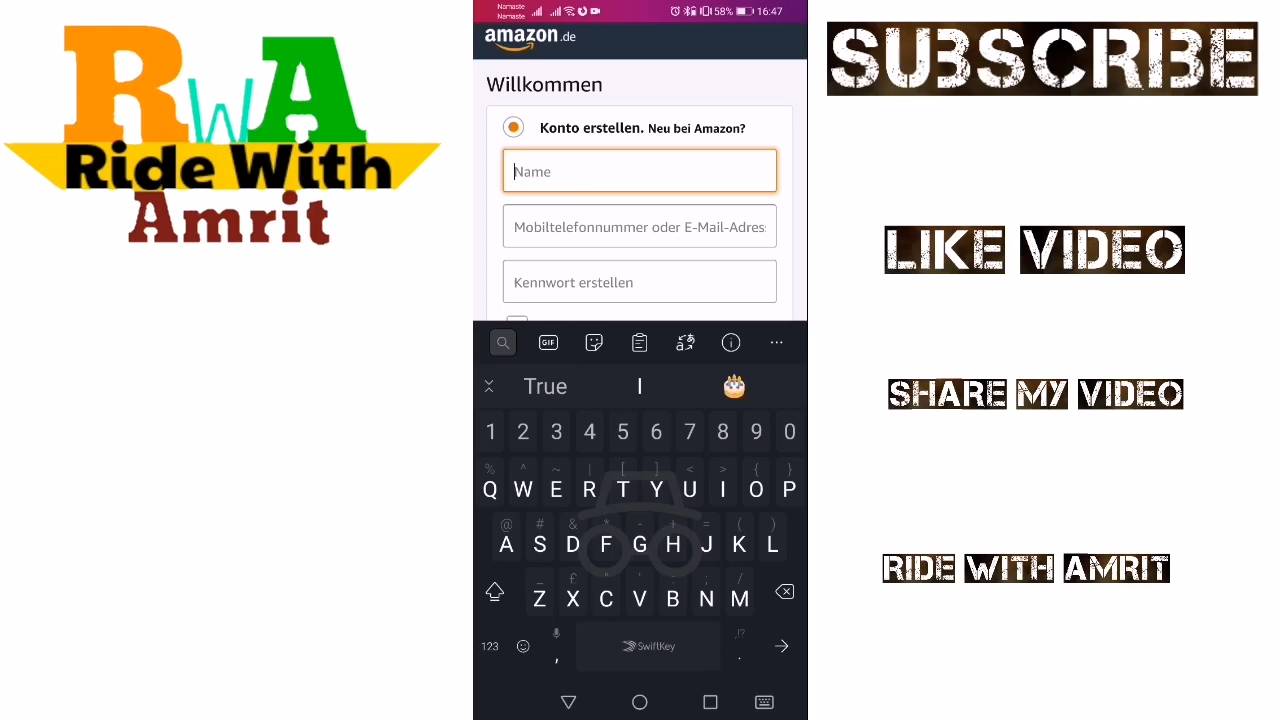 RWA
Ride With
Amrit
Namaste
Namaste
58%
16:47
amazon.de
Willkommen
Konto erstellen. Neu bei Amazon?
Name
Mobiltelefonnummer oder E-Mail-Adres
Kennwort erstellen
GIF
True
I
1 2 3 4 5 6 7 8 9 0
% ^ ~ | [ ] < > { }
Q W E R T Y U I O P
@ # & * - + = ( )
A S D F G H J K L
_ £ " ' : ; /
Z X C V B N M
123
,
SwiftKey
,!?
.
SUBSCRIBE
LIKE VIDEO
SHARE MY VIDEO
RIDE WITH AMRIT